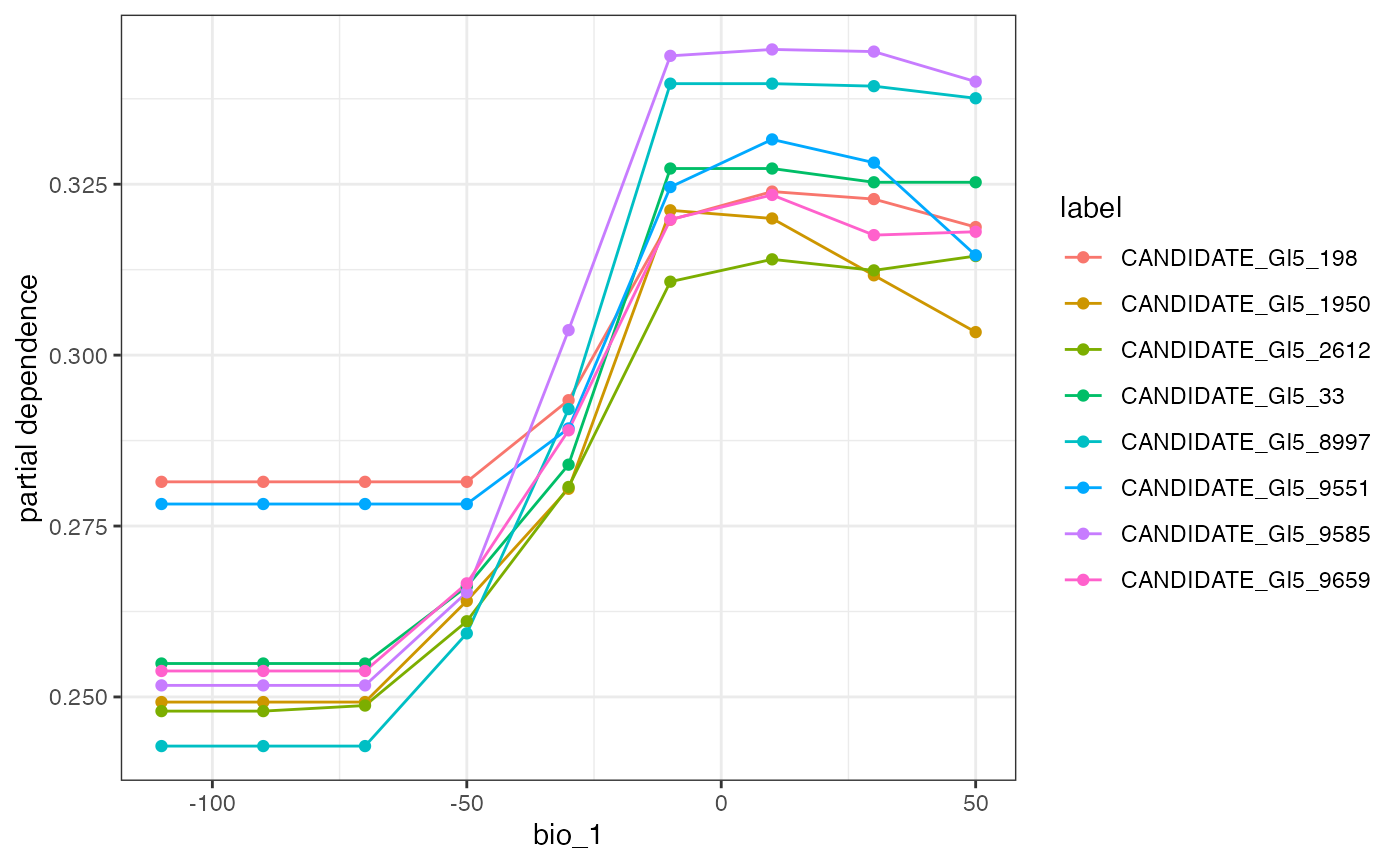 partial dependence
0.325
0.300
0.275
0.250
-100
-50
0
50
bio_1
label
CANDIDATE_GI5_198
CANDIDATE_GI5_1950
CANDIDATE_GI5_2612
CANDIDATE_GI5_33
CANDIDATE_GI5_8997
CANDIDATE_GI5_9551
CANDIDATE_GI5_9585
CANDIDATE_GI5_9659